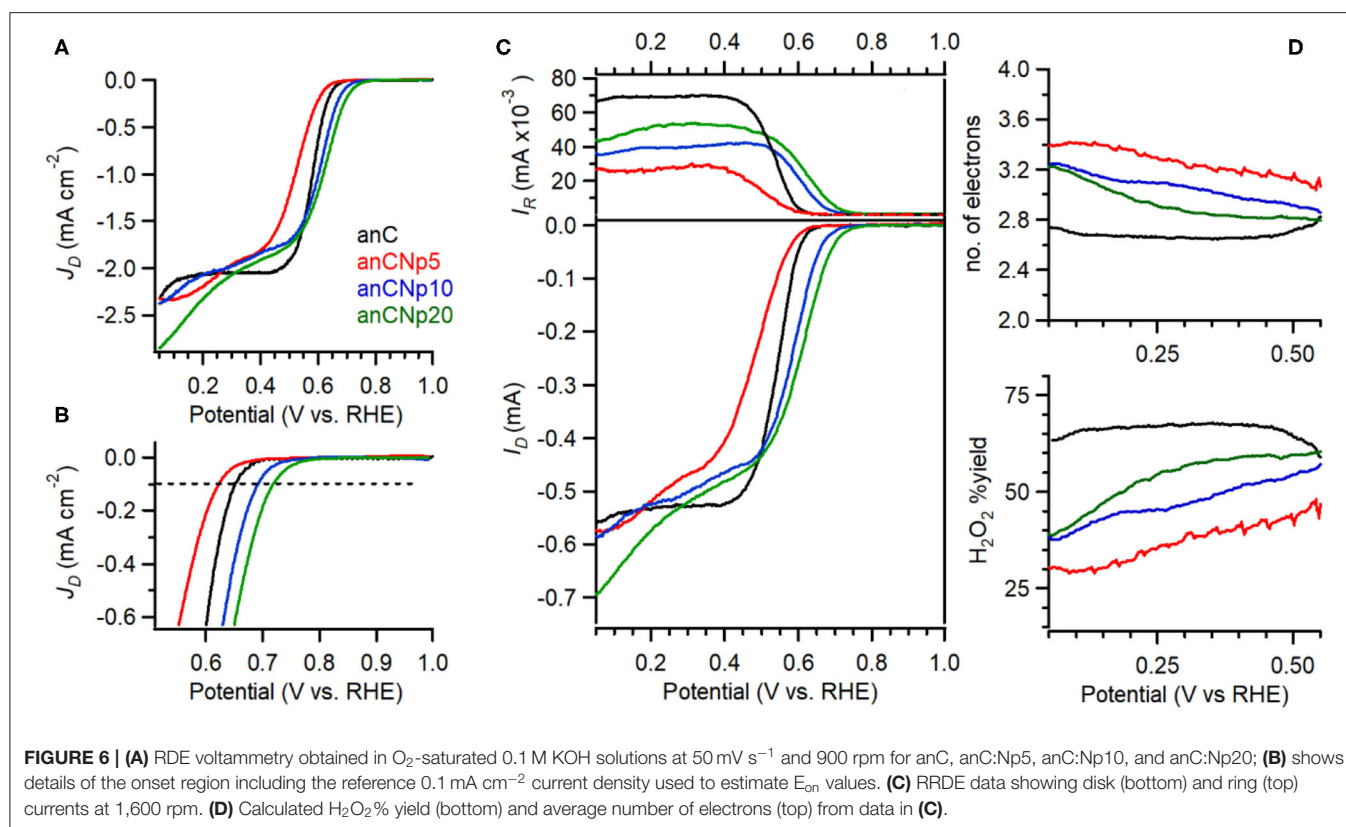 A
0.0
-0.5
-1.0
-1.5
-2.0
-2.5
J_D (mA cm⁻²)
anC
anCNp5
anCNp10
anCNp20
0.2 0.4 0.6 0.8 1.0
Potential (V vs. RHE)
B
0.0
-0.2
-0.4
-0.6
J_D (mA cm⁻²)
0.6 0.7 0.8 0.9 1.0
Potential (V vs. RHE)
C
0.2 0.4 0.6 0.8 1.0
80
60
40
20
I_R (mA x10⁻³)
0.0
-0.1
-0.2
-0.3
-0.4
-0.5
-0.6
-0.7
I_D (mA)
0.2 0.4 0.6 0.8 1.0
Potential (V vs. RHE)
D
4.0
3.6
3.2
2.8
2.4
2.0
no. of electrons
0.25 0.50
75
50
25
H₂O₂ %yield
0.25 0.50
Potential (V vs RHE)
FIGURE 6 | (A) RDE voltammetry obtained in O₂-saturated 0.1 M KOH solutions at 50 mV s⁻¹ and 900 rpm for anC, anC:Np5, anC:Np10, and anC:Np20; (B) shows
details of the onset region including the reference 0.1 mA cm⁻² current density used to estimate Eₒₙ values. (C) RRDE data showing disk (bottom) and ring (top)
currents at 1,600 rpm. (D) Calculated H₂O₂% yield (bottom) and average number of electrons (top) from data in (C).